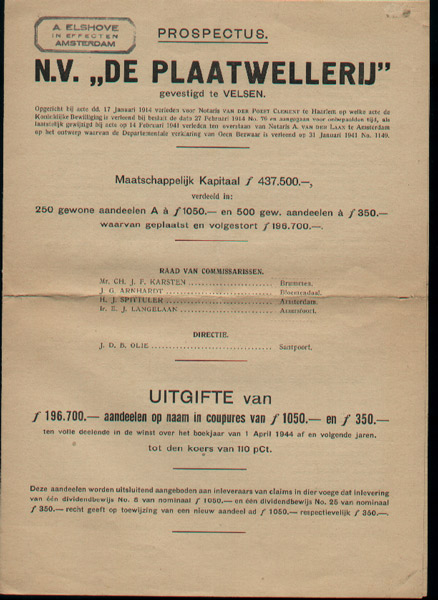 A. ELSHOVE
IN EFFECTEN
AMSTERDAM
PROSPECTUS.
N.V. „DE PLAATWELLERIJ”
gevestigd te VELSEN.
Opgericht bij acte dd. 17 Januari 1914 verleden voor Notaris VAN DER POEST CLEMENT te Haarlem op welke acte de
Koninklijke Bewilliging is verleend bij besluit de dato 27 Februari 1914 No. 79 en aangegaan voor onbepaalden tijd, als
laatstelijk gewijzigd bij acte op 14 Februari 1941 verleden ten overstaan van Notaris A. VAN DER LAAN te Amsterdam
op het ontwerp waarvan de Departementale verklaring van Geen Bezwaar is verleend op 31 Januari 1941 No. 1149.
Maatschappelijk Kapitaal f 437.500.—,
verdeeld in:
250 gewone aandeelen A à f 1050.— en 500 gew. aandeelen à f 350.—
waarvan geplaatst en volgestort f 196.700.—.
RAAD VAN COMMISSARISSEN.
Mr. CH. J. F. KARSTEN .......................... Brummen.
J. G. ARNHARDT .......................... Bloemendaal.
H. J. SPITTULER .......................... Amsterdam.
Ir. E. J. LANGELAAN .......................... Amersfoort.
DIRECTIE.
J. D. B. OLIE .......................... Santpoort.
UITGIFTE van
f 196.700.— aandeelen op naam in coupures van f 1050.— en f 350.—
ten volle deelende in de winst over het boekjaar van 1 April 1944 af en volgende jaren.
tot den koers van 110 pCt.
Deze aandeelen worden uitsluitend aangeboden aan inleveraars van claims in dier voege dat inlevering
van één dividendbewijs No. 6 van nominaal f 1050.— en één dividendbewijs No. 25 van nominaal
f 350.— recht geeft op toewijzing van een nieuw aandeel ad f 1050.— respectievelijk f 350.—.